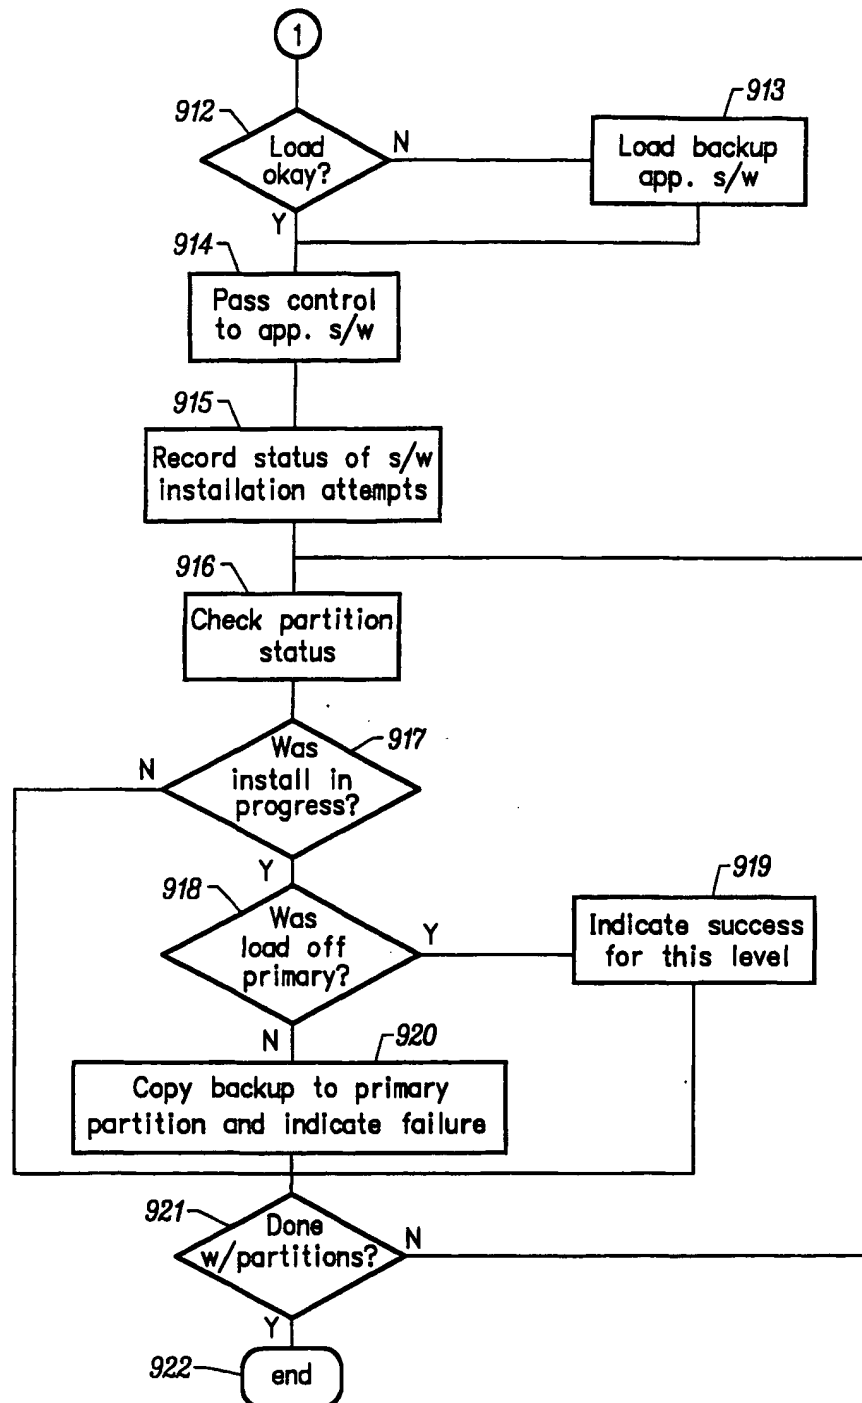 1
912
Load
okay?
N
Y
913
Load backup
app. s/w
914
Pass control
to app. s/w
915
Record status of s/w
installation attempts
916
Check partition
status
917
Was
install in
progress?
N
Y
918
Was
load off
primary?
Y
N
919
Indicate success
for this level
920
Copy backup to primary
partition and indicate failure
921
Done
w/partitions?
N
Y
922
end